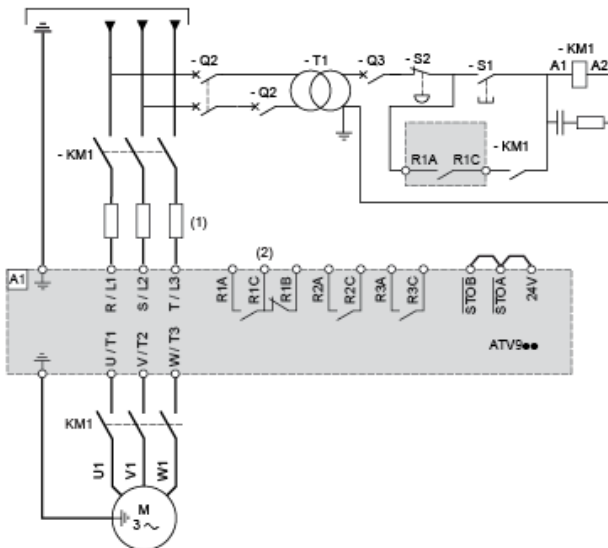 - Q2
- T1
- Q3
- S2
- S1
- KM1
A1
A2
- Q2
- KM1
R1A
R1C
- KM1
(1)
(2)
A1
R / L1
S / L2
T / L3
R1A
R1C
R1B
R2A
R2C
R3A
R3C
STOB
STOA
24V
U / T1
V / T2
W / T3
ATV9●●
KM1
U1
V1
W1
M
3 ~